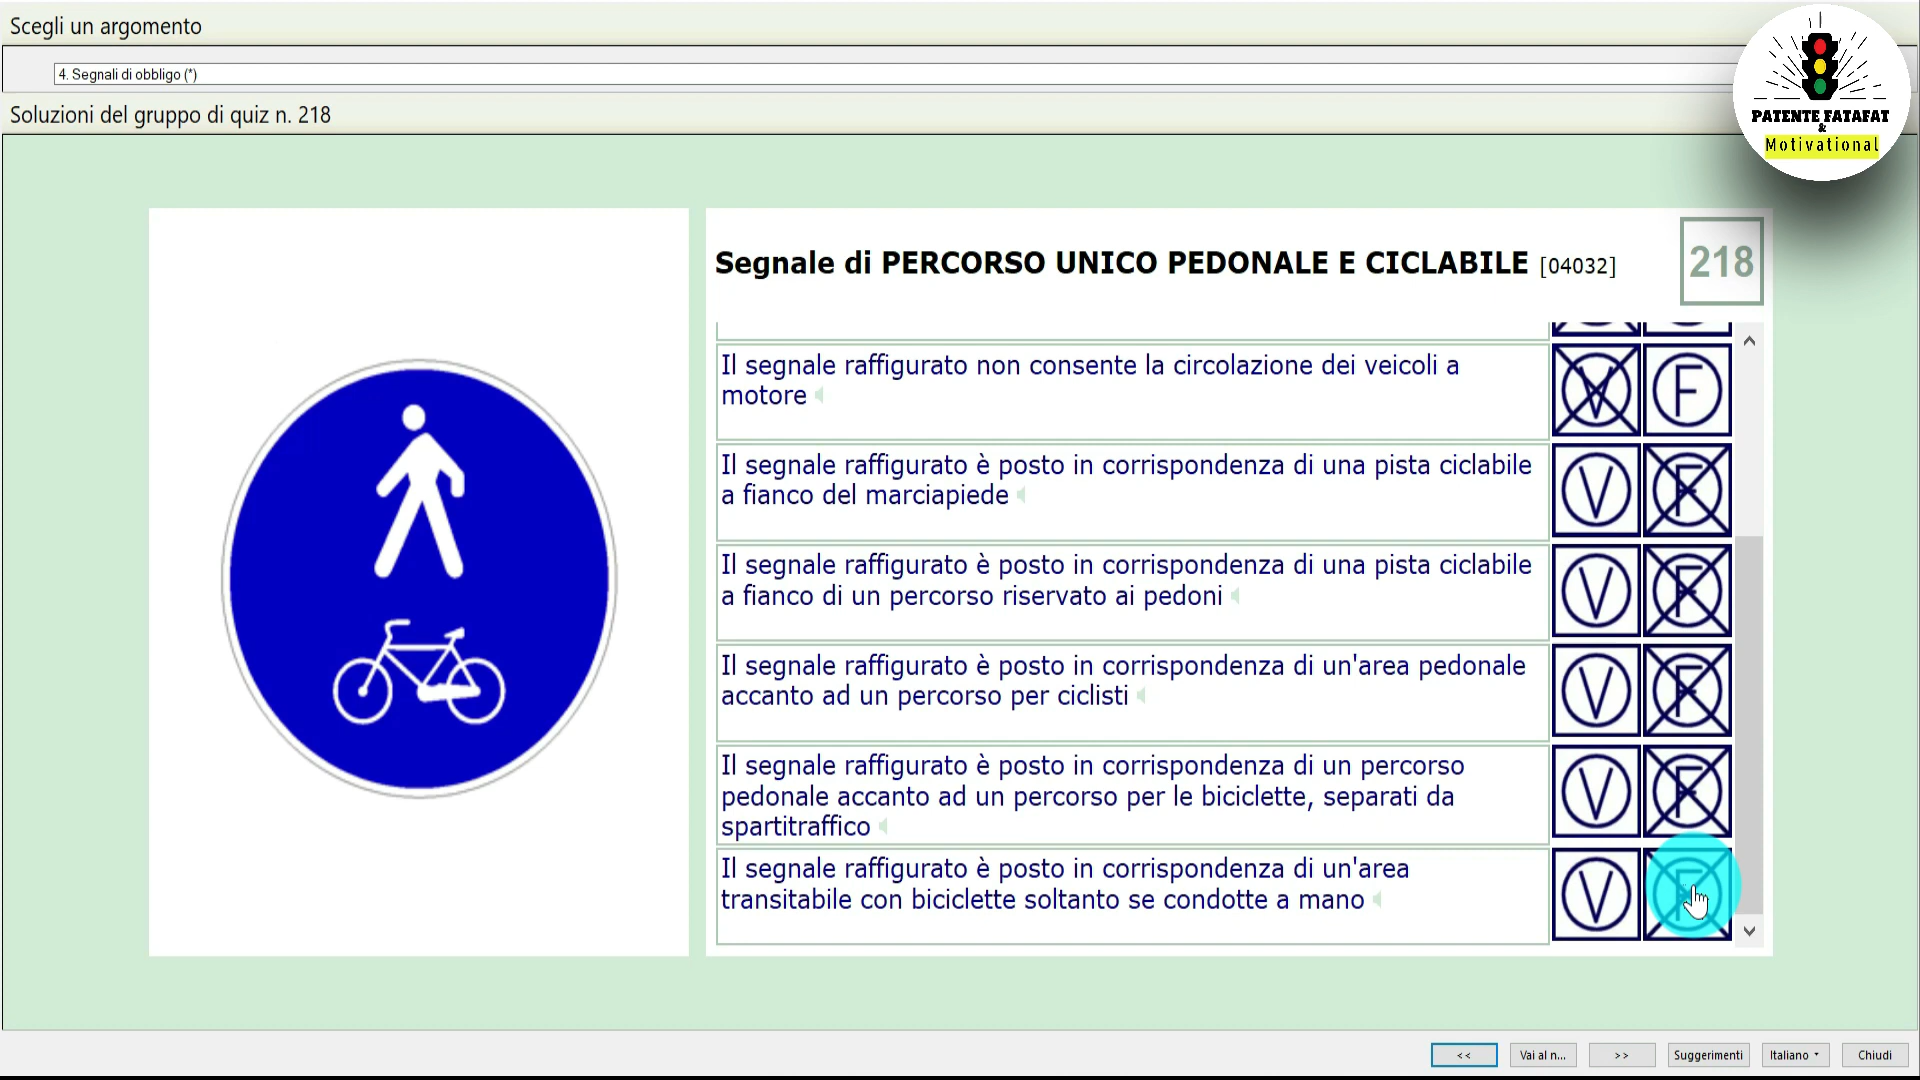 Scegli un argomento
4. Segnali di obbligo (*)
Soluzioni del gruppo di quiz n. 218
PATENTE FATAFAT
&
Motivational
Segnale di PERCORSO UNICO PEDONALE E CICLABILE [04032]
218
Il segnale raffigurato non consente la circolazione dei veicoli a
motore
V F
Il segnale raffigurato è posto in corrispondenza di una pista ciclabile
a fianco del marciapiede
V F
Il segnale raffigurato è posto in corrispondenza di una pista ciclabile
a fianco di un percorso riservato ai pedoni
V F
Il segnale raffigurato è posto in corrispondenza di un'area pedonale
accanto ad un percorso per ciclisti
V F
Il segnale raffigurato è posto in corrispondenza di un percorso
pedonale accanto ad un percorso per le biciclette, separati da
spartitraffico
V F
Il segnale raffigurato è posto in corrispondenza di un'area
transitabile con biciclette soltanto se condotte a mano
V F
<< Vai al n... >> Suggerimenti Italiano Chiudi